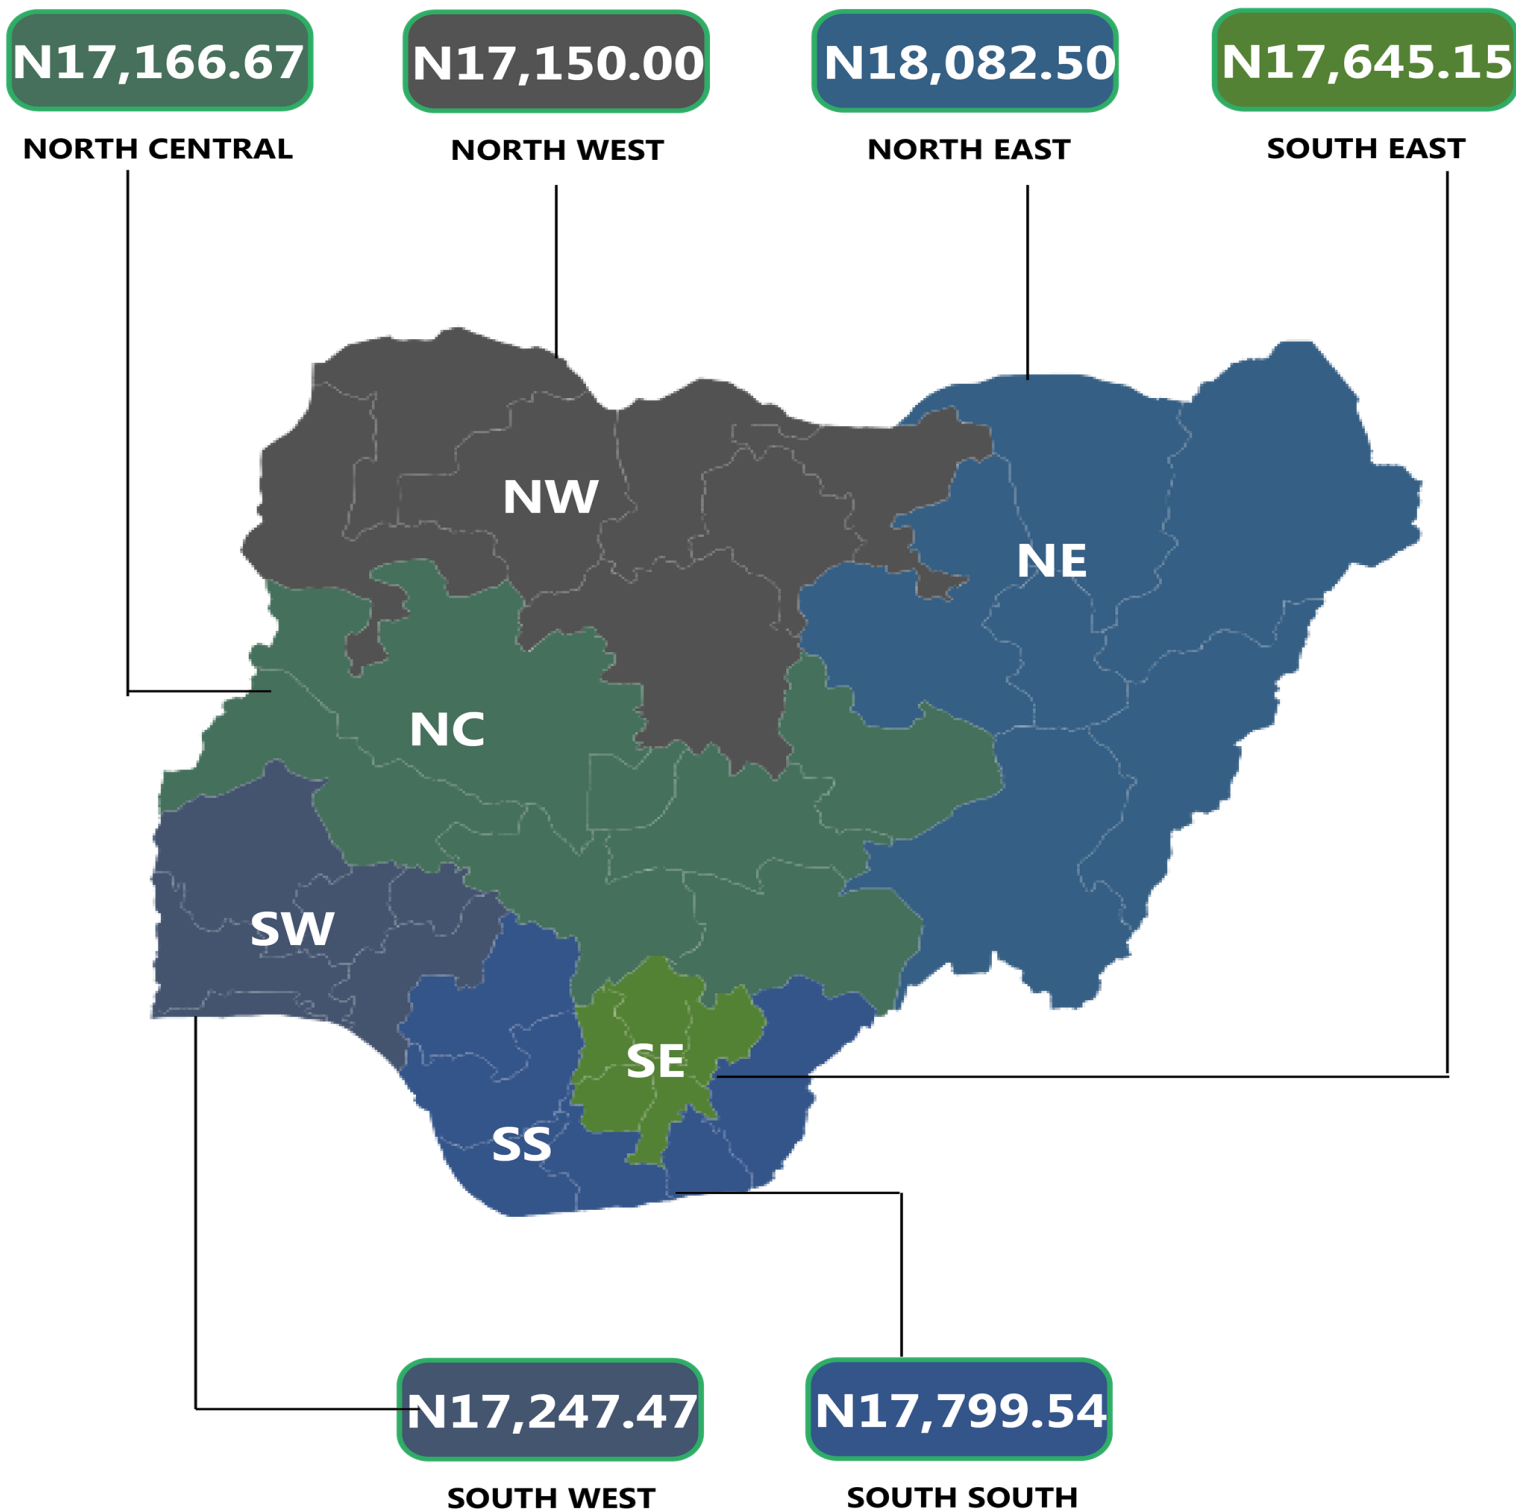 N17,166.67
N17,150.00
N18,082.50
N17,645.15
NORTH CENTRAL
NORTH WEST
NORTH EAST
SOUTH EAST
NW
NE
NC
SW
SE
SS
N17,247.47
N17,799.54
SOUTH WEST
SOUTH SOUTH